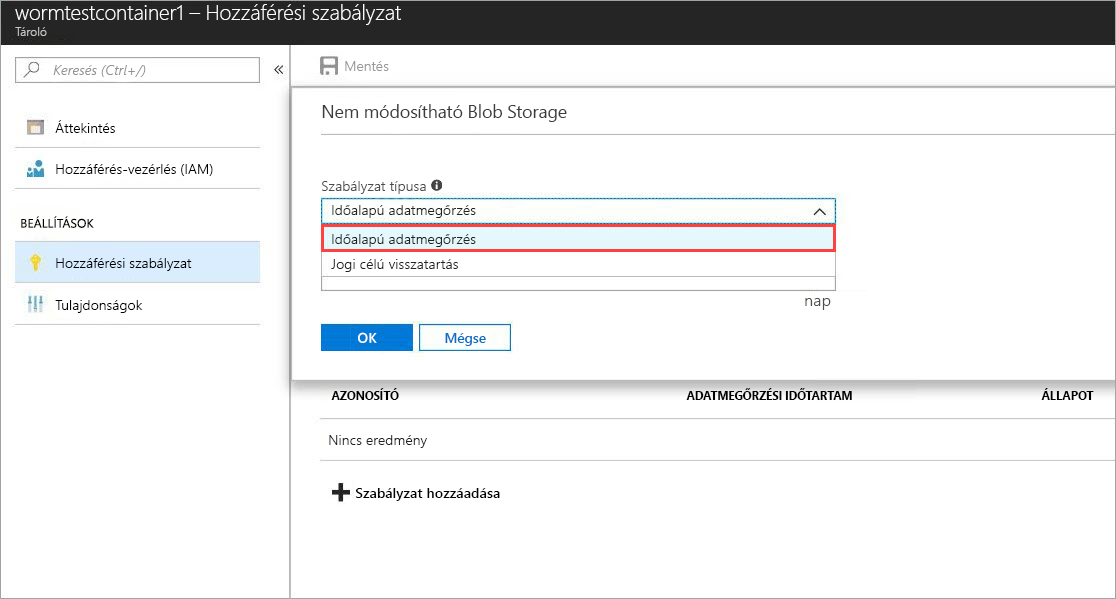 wormtestcontainer1 – Hozzáférési szabályzat
Tároló
Keresés (Ctrl+/)
«
Áttekintés
Hozzáférés-vezérlés (IAM)
BEÁLLÍTÁSOK
Hozzáférési szabályzat
Tulajdonságok
Mentés
Nem módosítható Blob Storage
Szabályzat típusa
Időalapú adatmegőrzés
Időalapú adatmegőrzés
Jogi célú visszatartás
nap
OK Mégse
AZONOSÍTÓ ADATMEGŐRZÉSI IDŐTARTAM ÁLLAPOT
Nincs eredmény
Szabályzat hozzáadása